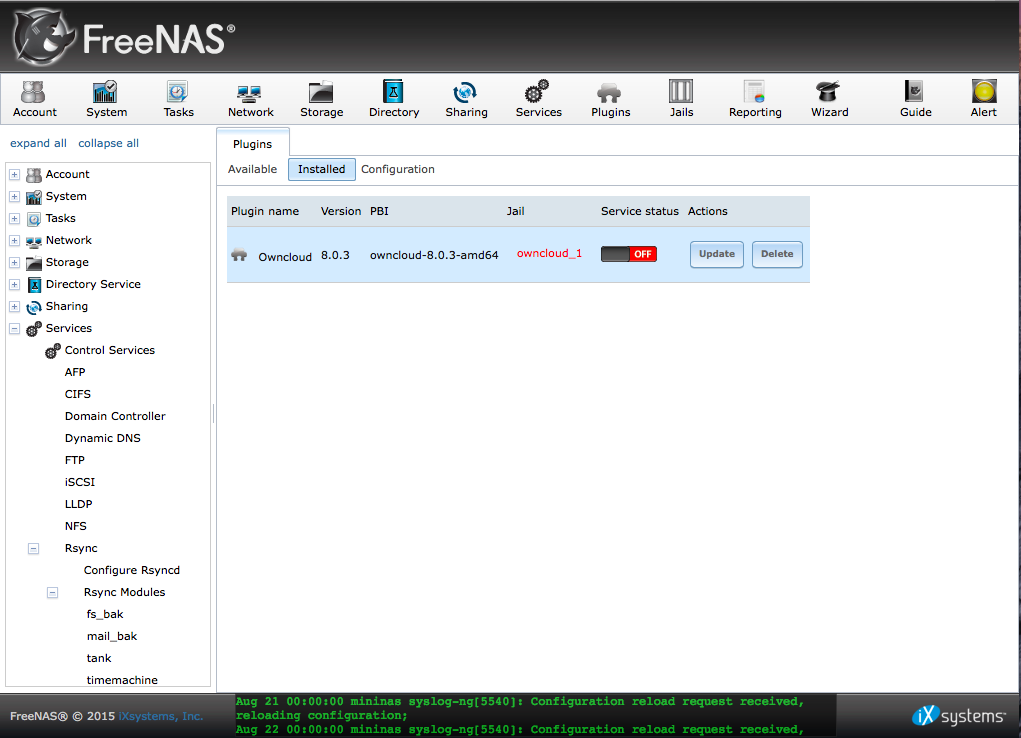 FreeNAS®
Account System Tasks Network Storage Directory Sharing Services Plugins Jails Reporting Wizard Guide Alert
expand all collapse all
Account
System
Tasks
Network
Storage
Directory Service
Sharing
Services
Control Services
AFP
CIFS
Domain Controller
Dynamic DNS
FTP
iSCSI
LLDP
NFS
Rsync
Configure Rsyncd
Rsync Modules
fs_bak
mail_bak
tank
timemachine
Plugins
Available Installed Configuration
Plugin name Version PBI Jail Service status Actions
Owncloud 8.0.3 owncloud-8.0.3-amd64 owncloud_1 OFF Update Delete
FreeNAS® © 2015 iXsystems, Inc.
Aug 21 00:00:00 mininas syslog-ng[5540]: Configuration reload request received,
reloading configuration;
Aug 22 00:00:00 mininas syslog-ng[5540]: Configuration reload request received,
iXsystems